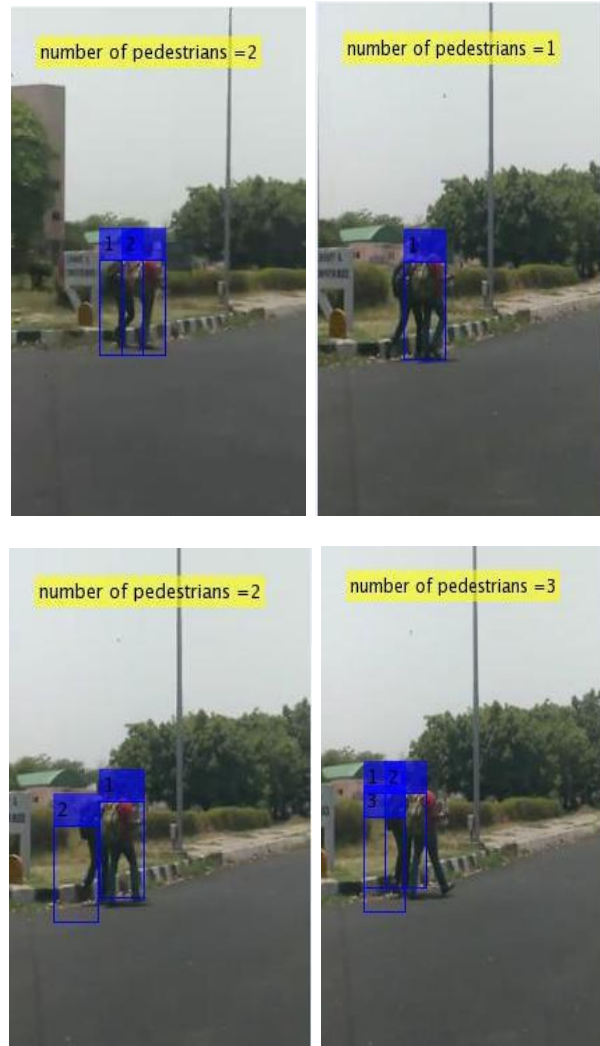 number of pedestrians =2
1 2
number of pedestrians =1
1
number of pedestrians =2
1
2
number of pedestrians =3
1 2
3